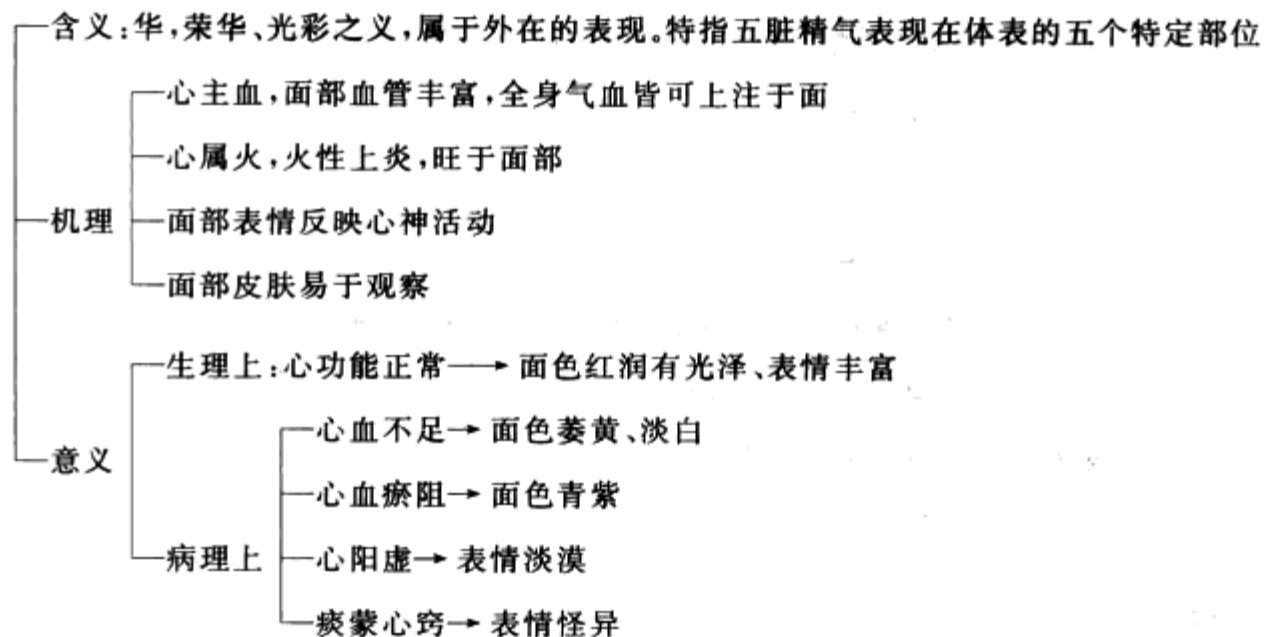 含义:华,荣华、光彩之义,属于外在的表现。特指五脏精气表现在体表的五个特定部位
机理
心主血,面部血管丰富,全身气血皆可上注于面
心属火,火性上炎,旺于面部
面部表情反映心神活动
面部皮肤易于观察
意义
生理上:心功能正常→面色红润有光泽、表情丰富
病理上
心血不足→面色萎黄、淡白
心血瘀阻→面色青紫
心阳虚→表情淡漠
痰蒙心窍→表情怪异